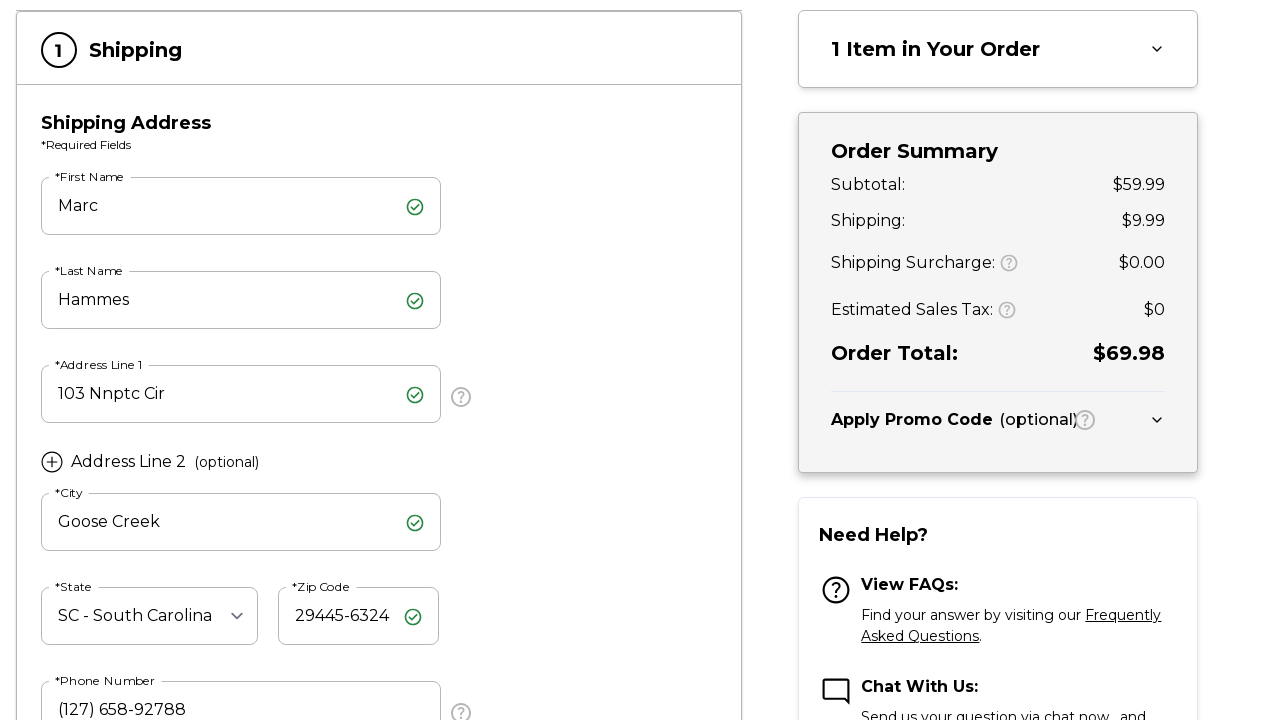 1 Shipping
Shipping Address
*Required Fields
*First Name
Marc
*Last Name
Hammes
*Address Line 1
103 Nnptc Cir
?
Address Line 2 (optional)
*City
Goose Creek
*State
SC - South Carolina
*Zip Code
29445-6324
*Phone Number
(127) 658-92788
?
1 Item in Your Order
Order Summary
Subtotal: $59.99
Shipping: $9.99
Shipping Surcharge: ? $0.00
Estimated Sales Tax: ? $0
Order Total: $69.98
Apply Promo Code (optional) ?
Need Help?
? View FAQs:
Find your answer by visiting our Frequently
Asked Questions.
Chat With Us:
Send us your question via chat now, and